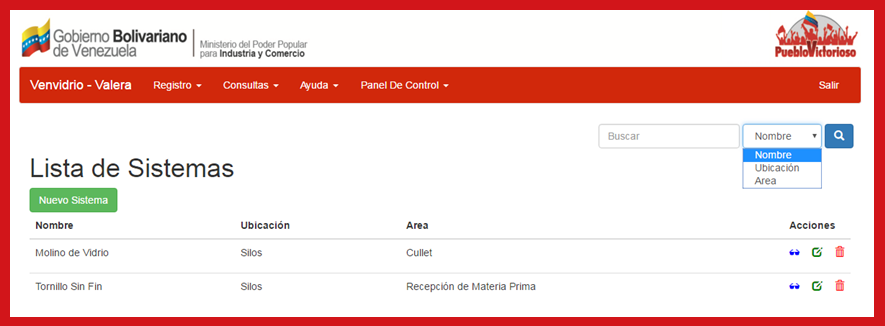 Gobierno Bolivariano
de Venezuela
Ministerio del Poder Popular
para Industria y Comercio
PuebloVictorioso
Venvidrio - Valera Registro Consultas Ayuda Panel De Control Salir
Buscar Nombre
Nombre
Ubicación
Area
Lista de Sistemas
Nuevo Sistema
Nombre Ubicación Area Acciones
Molino de Vidrio Silos Cullet
Tornillo Sin Fin Silos Recepción de Materia Prima